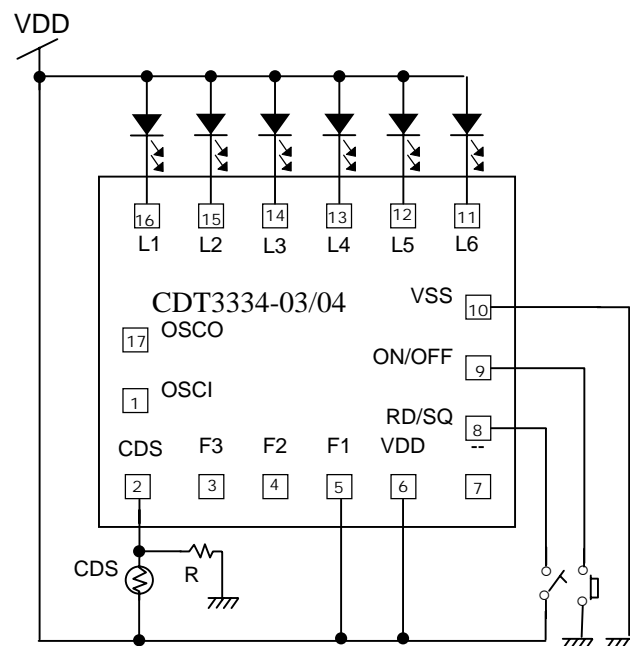 VDD
16 15 14 13 12 11
L1 L2 L3 L4 L5 L6
CDT3334-03/04
VSS
10
17 OSCO
ON/OFF
9
1 OSCI
RD/SQ
8
--
CDS F3 F2 F1 VDD
2 3 4 5 6 7
CDS R